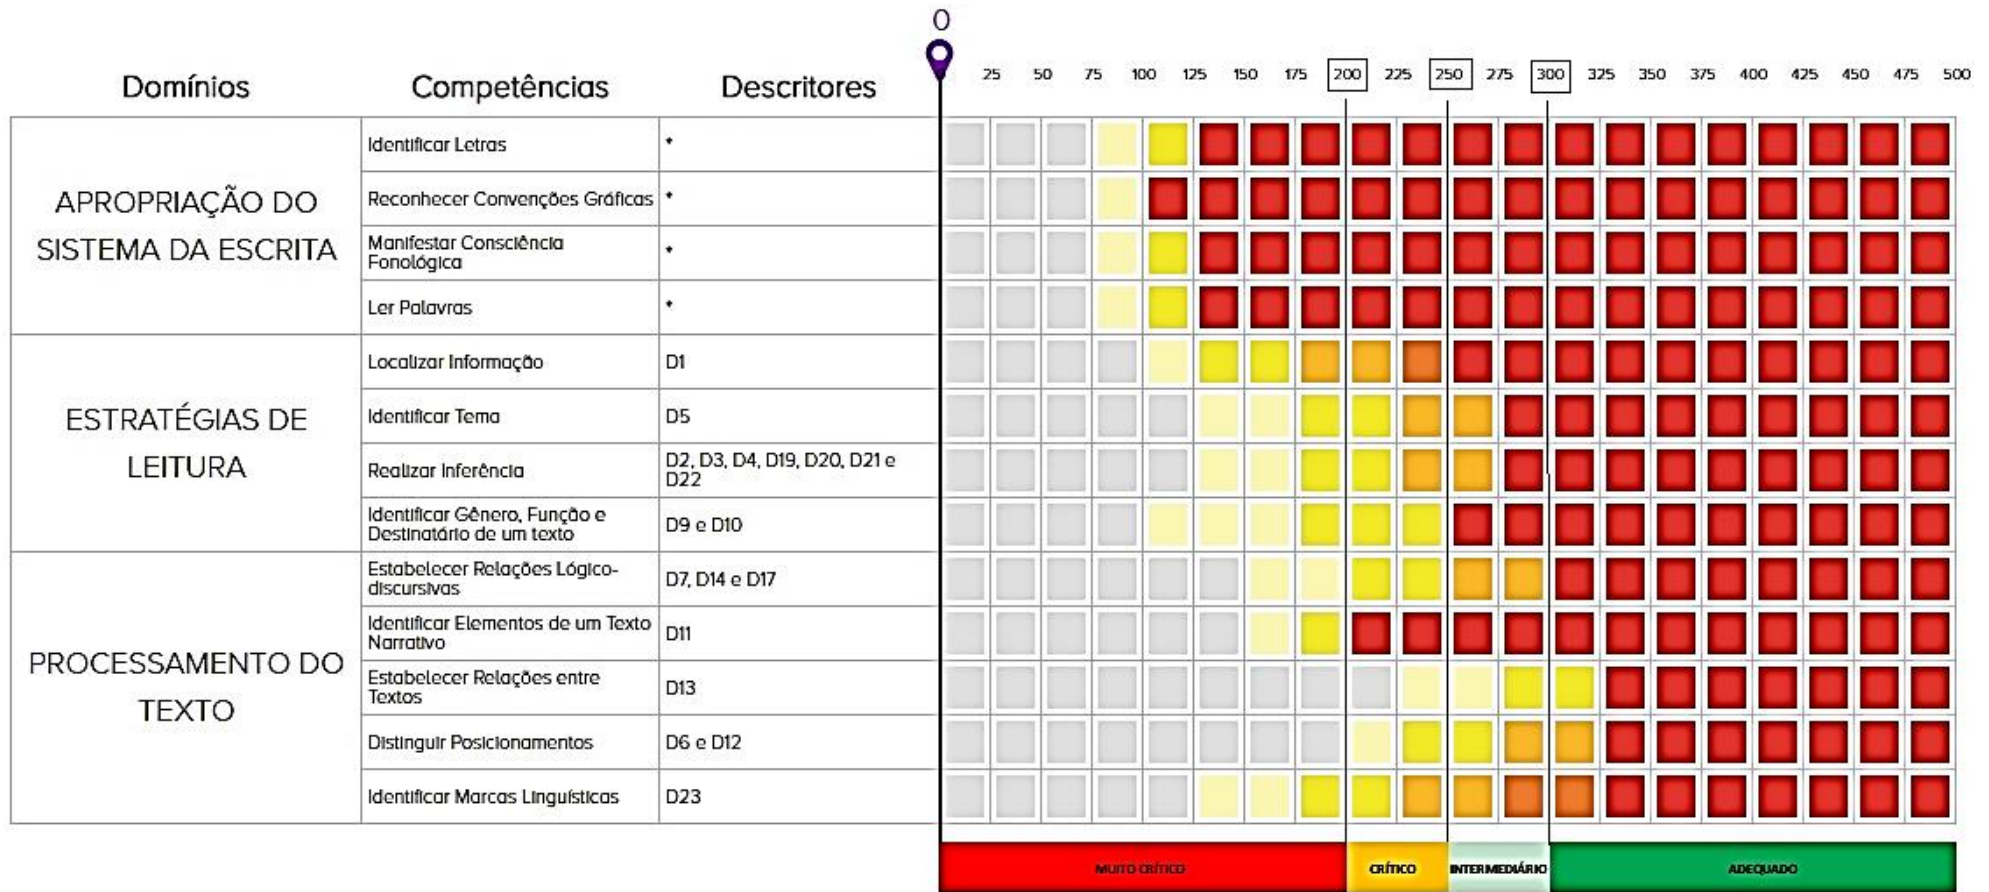 0
Domínios Competências Descritores 25 50 75 100 125 150 175 200 225 250 275 300 325 350 375 400 425 450 475 500
APROPRIAÇÃO DO
SISTEMA DA ESCRITA
Identificar Letras *
Reconhecer Convenções Gráficas *
Manifestar Consciência
Fonológica
*
Ler Palavras *
ESTRATÉGIAS DE
LEITURA
Localizar Informação D1
Identificar Tema D5
Realizar Inferência
D2, D3, D4, D19, D20, D21 e
D22
Identificar Gênero, Função e
Destinatário de um texto
D9 e D10
PROCESSAMENTO DO
TEXTO
Estabelecer Relações Lógico-
discursivas
D7, D14 e D17
Identificar Elementos de um Texto
Narrativo
D11
Estabelecer Relações entre
Textos
D13
Distinguir Posicionamentos D6 e D12
Identificar Marcas Linguísticas D23
MUITO CRÍTICO CRÍTICO INTERMEDIÁRIO ADEQUADO